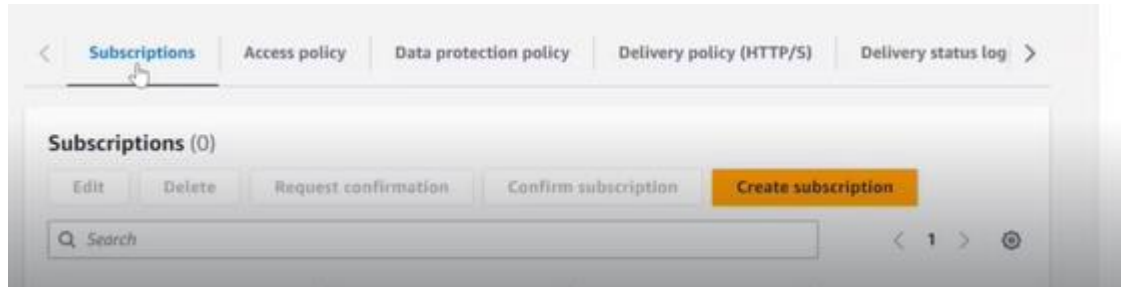 Subscriptions Access policy Data protection policy Delivery policy (HTTP/S) Delivery status log
Subscriptions (0)
Edit Delete Request confirmation Confirm subscription Create subscription
Search
1